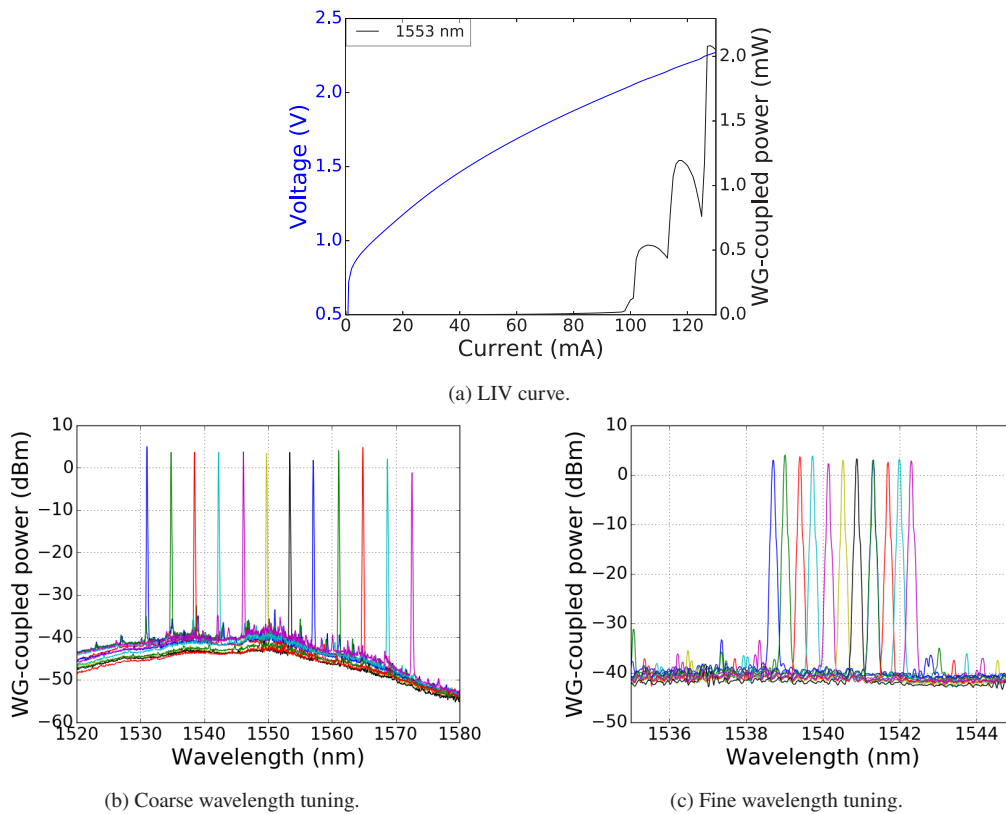 2.5
1553 nm
2.0
2.0
1.5
1.5
1.0
1.0
0.5
0.5
0.0
Voltage (V)
WG-coupled power (mW)
0 20 40 60 80 100 120
Current (mA)
(a) LIV curve.
10
0
−10
−20
−30
−40
−50
−60
WG-coupled power (dBm)
1520 1530 1540 1550 1560 1570 1580
Wavelength (nm)
(b) Coarse wavelength tuning.
10
0
−10
−20
−30
−40
−50
WG-coupled power (dBm)
1536 1538 1540 1542 1544
Wavelength (nm)
(c) Fine wavelength tuning.